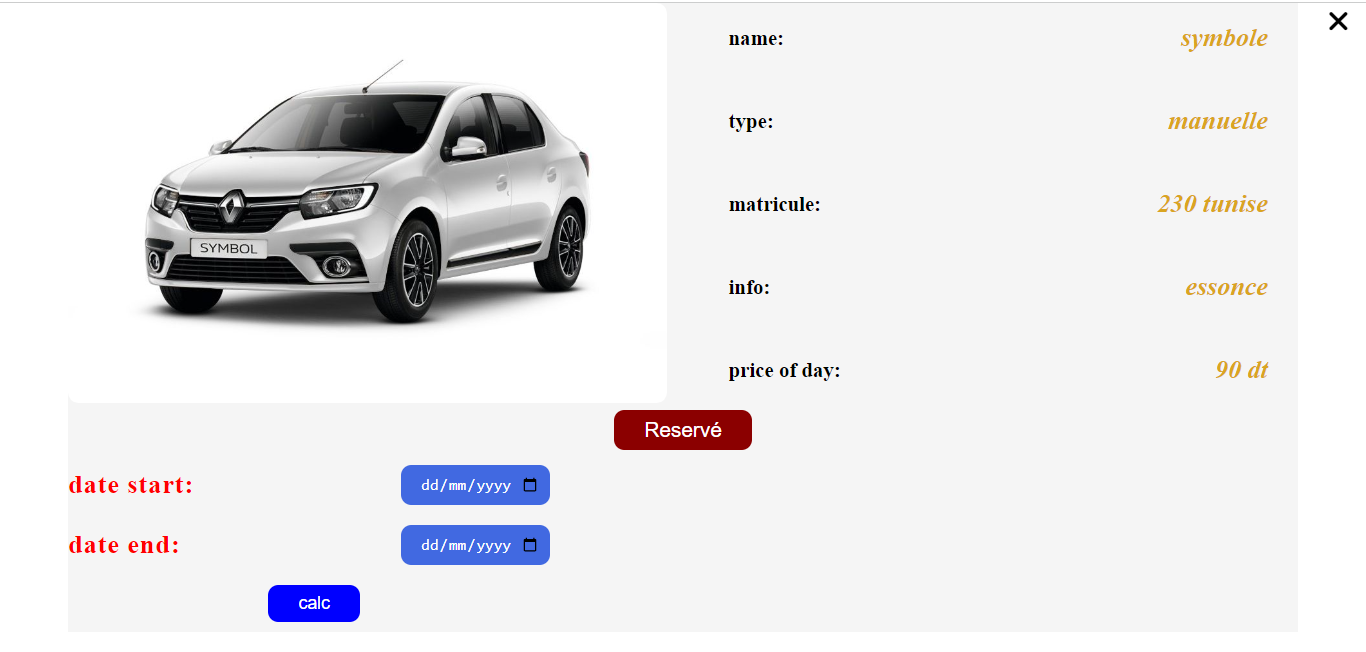 SYMBOL
name: symbole
type: manuelle
matricule: 230 tunise
info: essonce
price of day: 90 dt
Reservé
date start: dd/mm/yyyy
date end: dd/mm/yyyy
calc